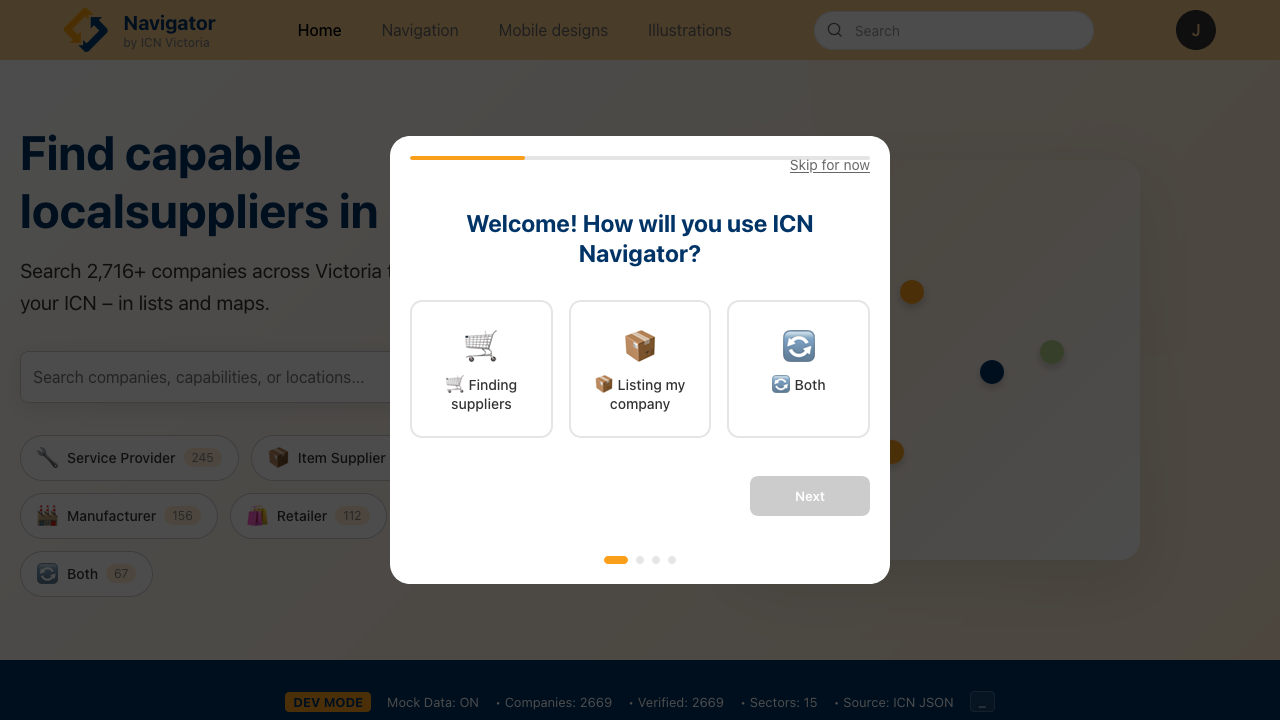 Navigator
by ICN Victoria
Home
Navigation
Mobile designs
Illustrations
Search
J
Find capable
localsuppliers in
Search 2,716+ companies across Victoria
your ICN – in lists and maps.
Search companies, capabilities, or locations...
🔧 Service Provider 245
📦 Item Supplier
🏭 Manufacturer 156
🛍️ Retailer 112
🔄 Both 67
Skip for now
Welcome! How will you use ICN
Navigator?
🛒 Finding
suppliers
📦 Listing my
company
🔄 Both
Next
DEV MODE Mock Data: ON • Companies: 2669 • Verified: 2669 • Sectors: 15 • Source: ICN JSON _